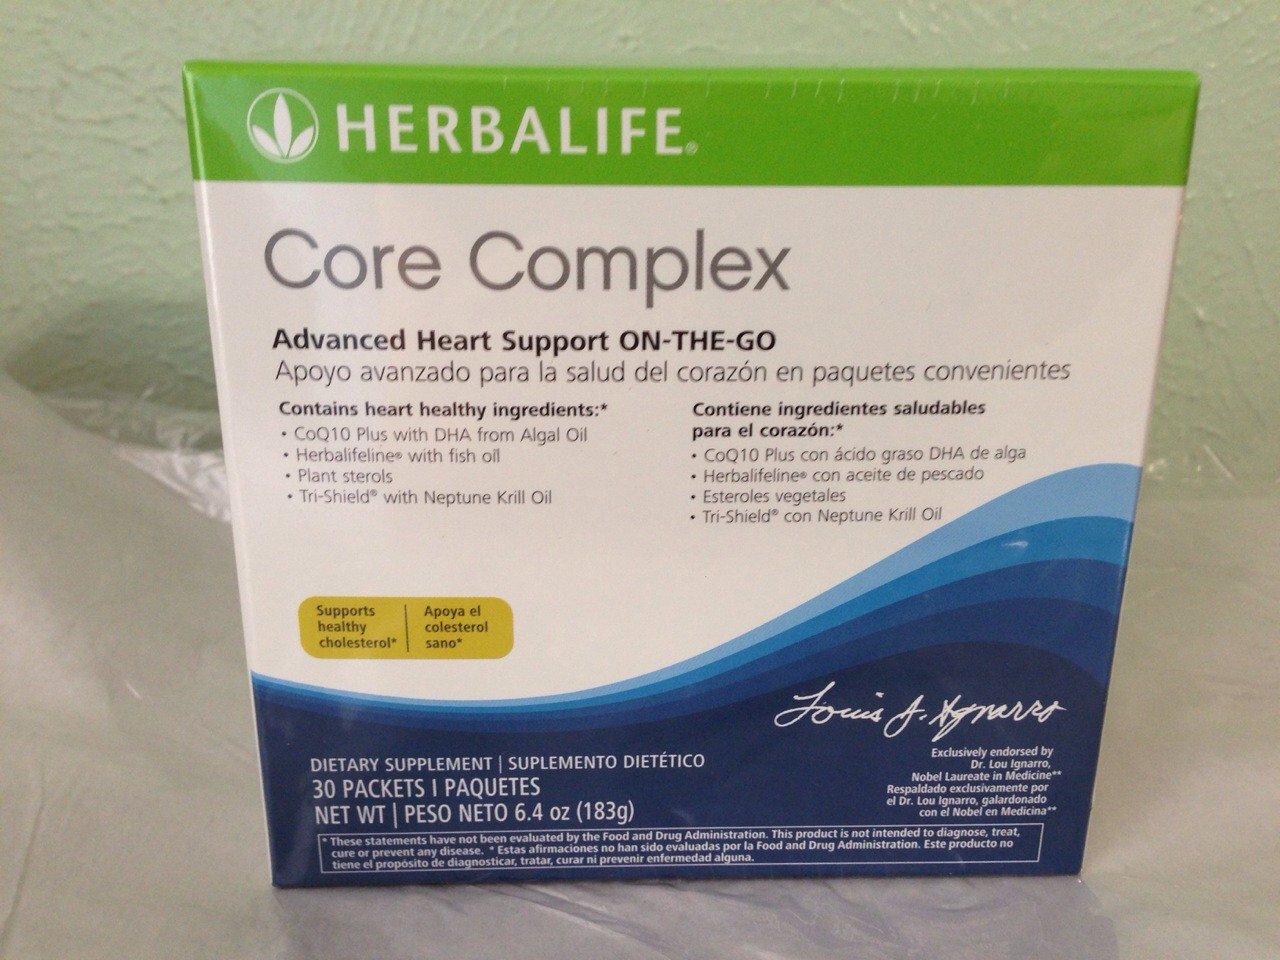 HERBALIFE®
Core Complex
Advanced Heart Support ON-THE-GO
Apoyo avanzado para la salud del corazón en paquetes convenientes
Contains heart healthy ingredients:*
• CoQ10 Plus with DHA from Algal Oil
• Herbalifeline® with fish oil
• Plant sterols
• Tri-Shield® with Neptune Krill Oil
Contiene ingredientes saludables
para el corazón:*
• CoQ10 Plus con ácido graso DHA de alga
• Herbalifeline® con aceite de pescado
• Esteroles vegetales
• Tri-Shield® con Neptune Krill Oil
Supports
healthy
cholesterol*
Apoya el
colesterol
sano*
Louis J. Ignarro
Exclusively endorsed by
Dr. Lou Ignarro,
Nobel Laureate in Medicine**
Respaldado exclusivamente por
el Dr. Lou Ignarro, galardonado
con el Nobel en Medicina**
DIETARY SUPPLEMENT | SUPLEMENTO DIETÉTICO
30 PACKETS | PAQUETES
NET WT | PESO NETO 6.4 oz (183g)
* These statements have not been evaluated by the Food and Drug Administration. This product is not intended to diagnose, treat,
cure or prevent any disease. * Estas afirmaciones no han sido evaluadas por la Food and Drug Administration. Este producto no
tiene el propósito de diagnosticar, tratar, curar ni prevenir enfermedad alguna.